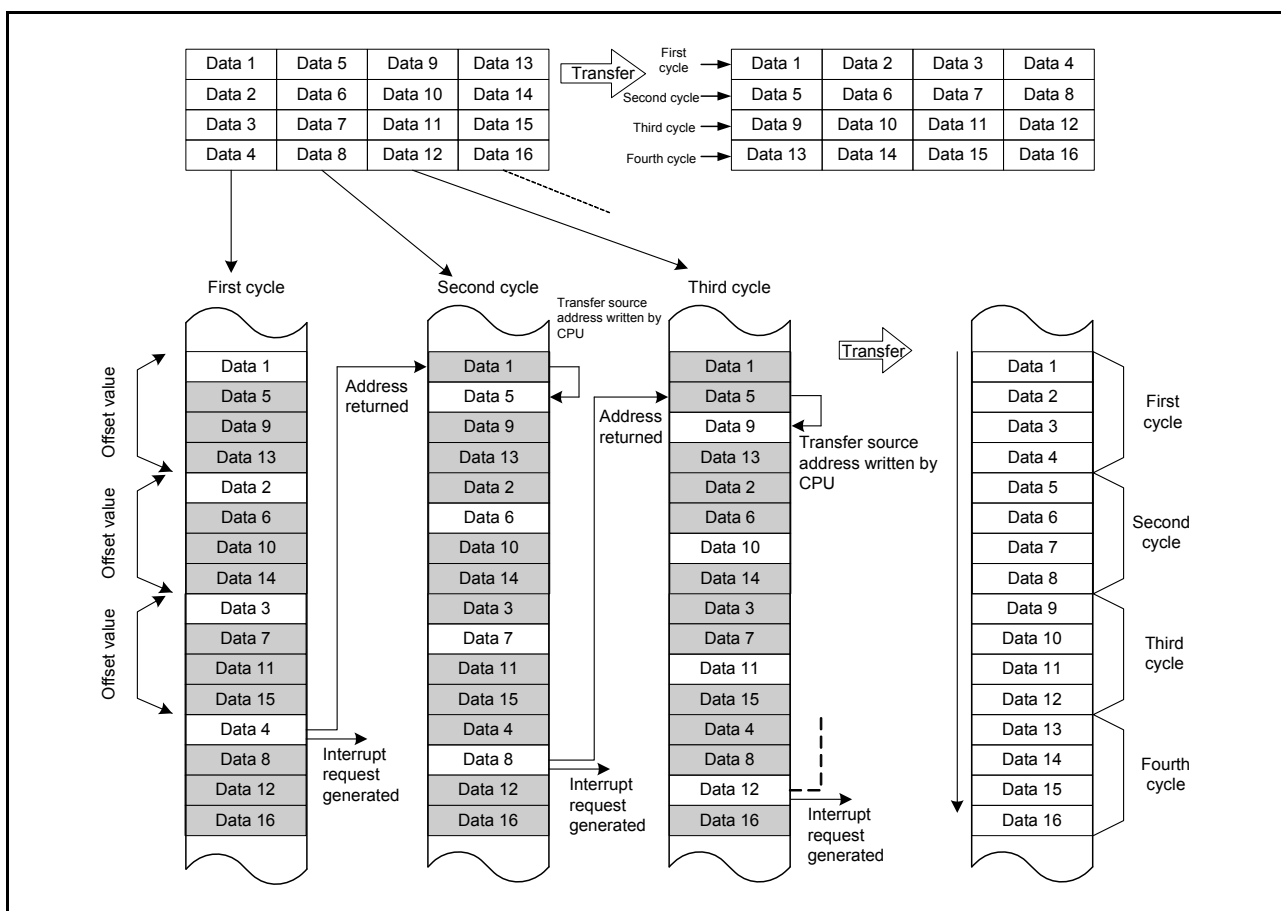 Data 1 Data 5 Data 9 Data 13
Data 2 Data 6 Data 10 Data 14
Data 3 Data 7 Data 11 Data 15
Data 4 Data 8 Data 12 Data 16
Transfer
First
cycle
Second cycle
Third cycle
Fourth cycle
Data 1 Data 2 Data 3 Data 4
Data 5 Data 6 Data 7 Data 8
Data 9 Data 10 Data 11 Data 12
Data 13 Data 14 Data 15 Data 16
First cycle
Offset value
Offset value
Offset value
Data 1
Data 5
Data 9
Data 13
Data 2
Data 6
Data 10
Data 14
Data 3
Data 7
Data 11
Data 15
Data 4
Data 8
Data 12
Data 16
Address
returned
Interrupt
request
generated
Second cycle
Transfer source
address written by
CPU
Data 1
Data 5
Data 9
Data 13
Data 2
Data 6
Data 10
Data 14
Data 3
Data 7
Data 11
Data 15
Data 4
Data 8
Data 12
Data 16
Address
returned
Interrupt
request
generated
Third cycle
Data 1
Data 5
Data 9
Data 13
Data 2
Data 6
Data 10
Data 14
Data 3
Data 7
Data 11
Data 15
Data 4
Data 8
Data 12
Data 16
Transfer source
address written by
CPU
Interrupt
request
generated
Transfer
Data 1
Data 2
Data 3
Data 4
Data 5
Data 6
Data 7
Data 8
Data 9
Data 10
Data 11
Data 12
Data 13
Data 14
Data 15
Data 16
First
cycle
Second
cycle
Third
cycle
Fourth
cycle